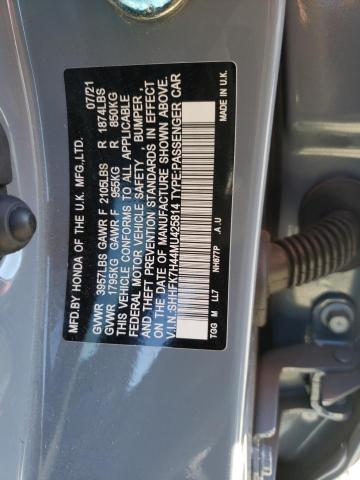 MFD.BY HONDA OF THE U.K. MFG.,LTD. 07/21
GVWR 3957LBS GAWR F 2105LBS R 1874LBS
GVWR 1795KG GAWR F 955KG R 850KG
THIS VEHICLE CONFORMS TO ALL APPLICABLE
FEDERAL MOTOR VEHICLE SAFETY, BUMPER,
AND THEFT PREVENTION STANDARDS IN EFFECT
ON THE DATE OF MANUFACTURE SHOWN ABOVE.
V.I.N.:SHHFK7H44MU425814 TYPE:PASSENGER CAR
TGG M LL7 NH877P .A.U MADE IN U.K.